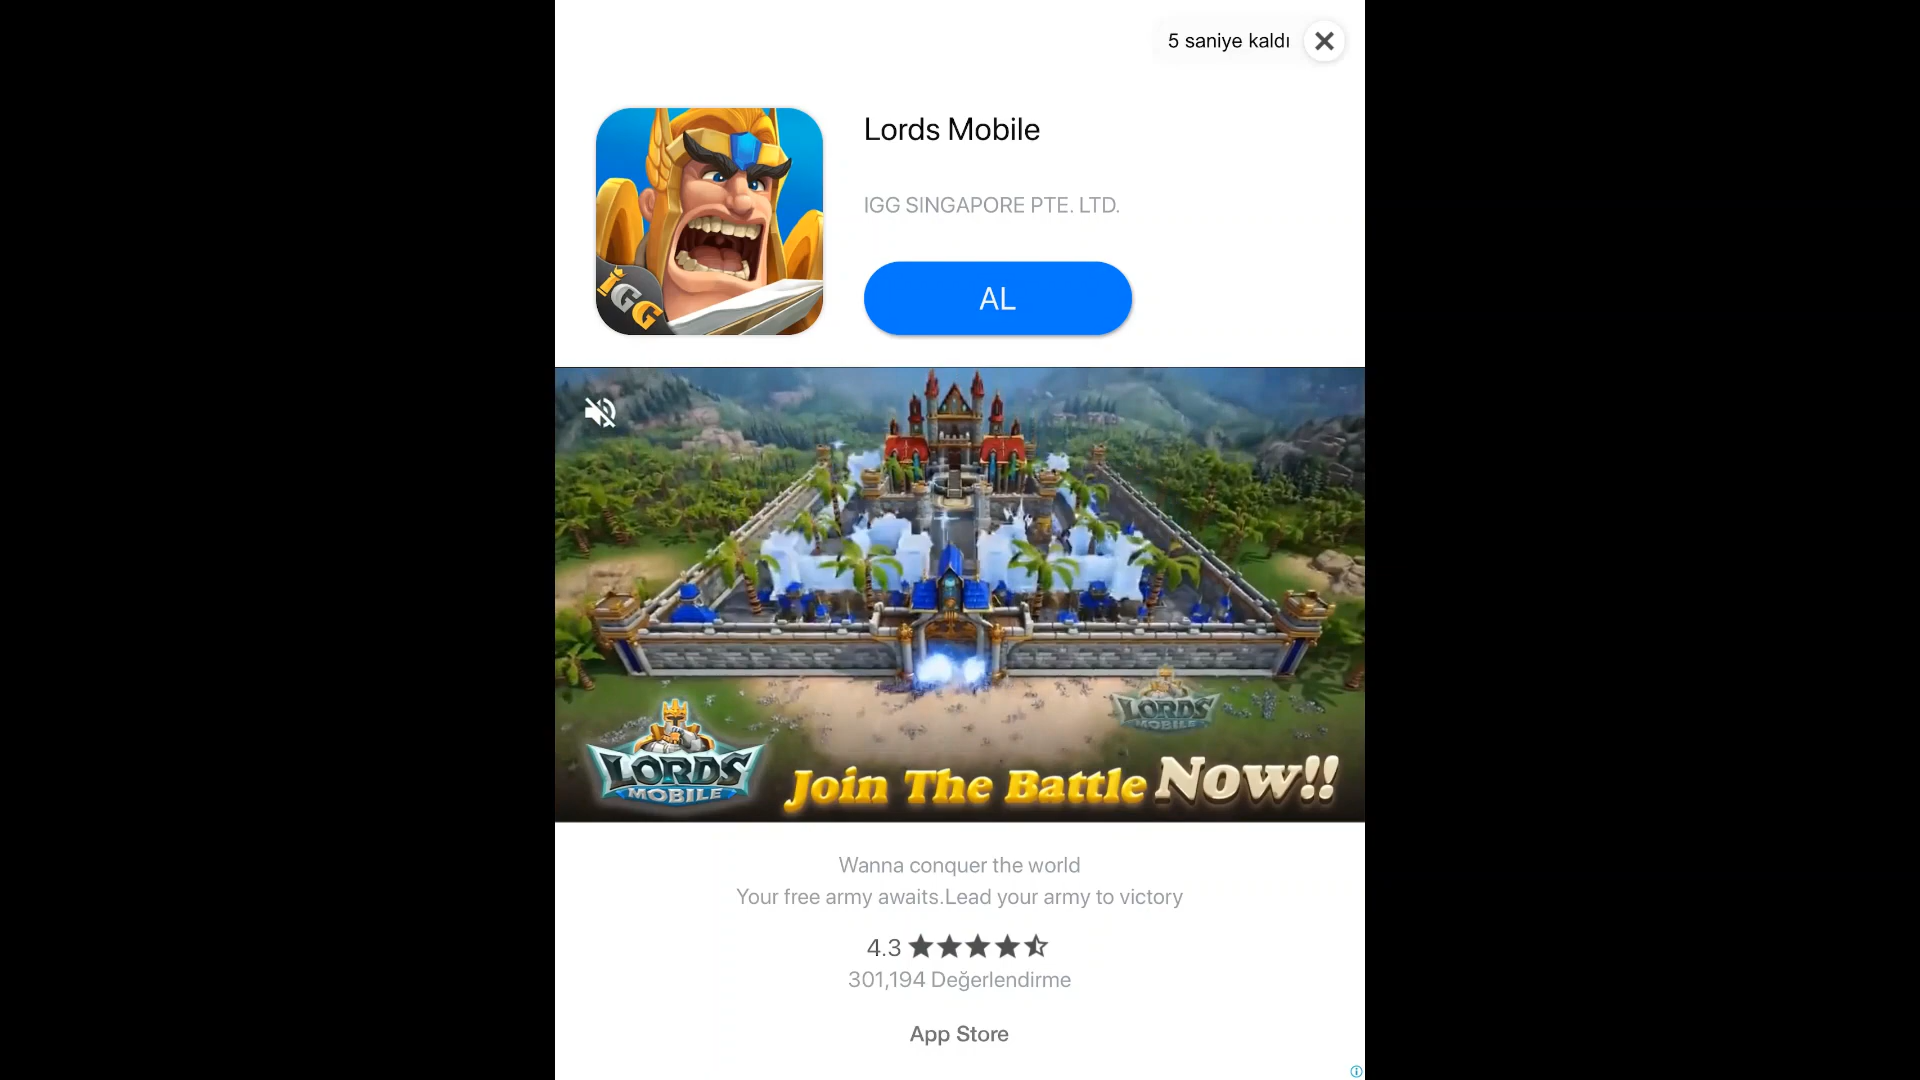 5 saniye kaldı
Lords Mobile
IGG SINGAPORE PTE. LTD.
IGG
AL
LORDS
MOBILE
LORDS
MOBILE
Join The Battle Now!!
Wanna conquer the world
Your free army awaits.Lead your army to victory
4.3
301,194 Değerlendirme
App Store